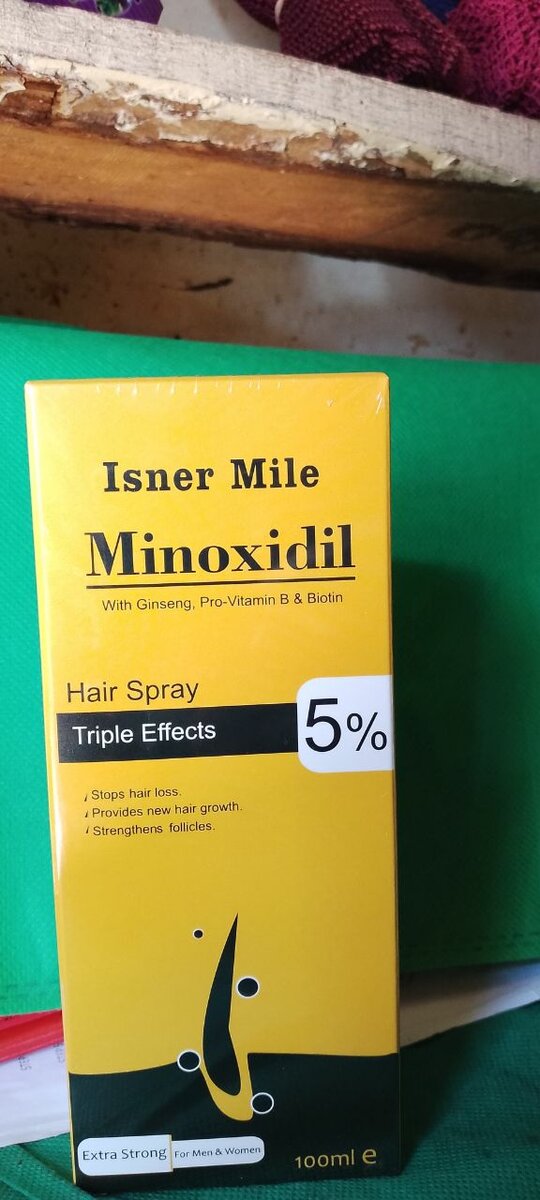 Isner Mile
Minoxidil
With Ginseng, Pro-Vitamin B & Biotin
Hair Spray
Triple Effects
5%
Stops hair loss.
Provides new hair growth.
Strengthens follicles.
Extra Strong For Men & Women
100ml e